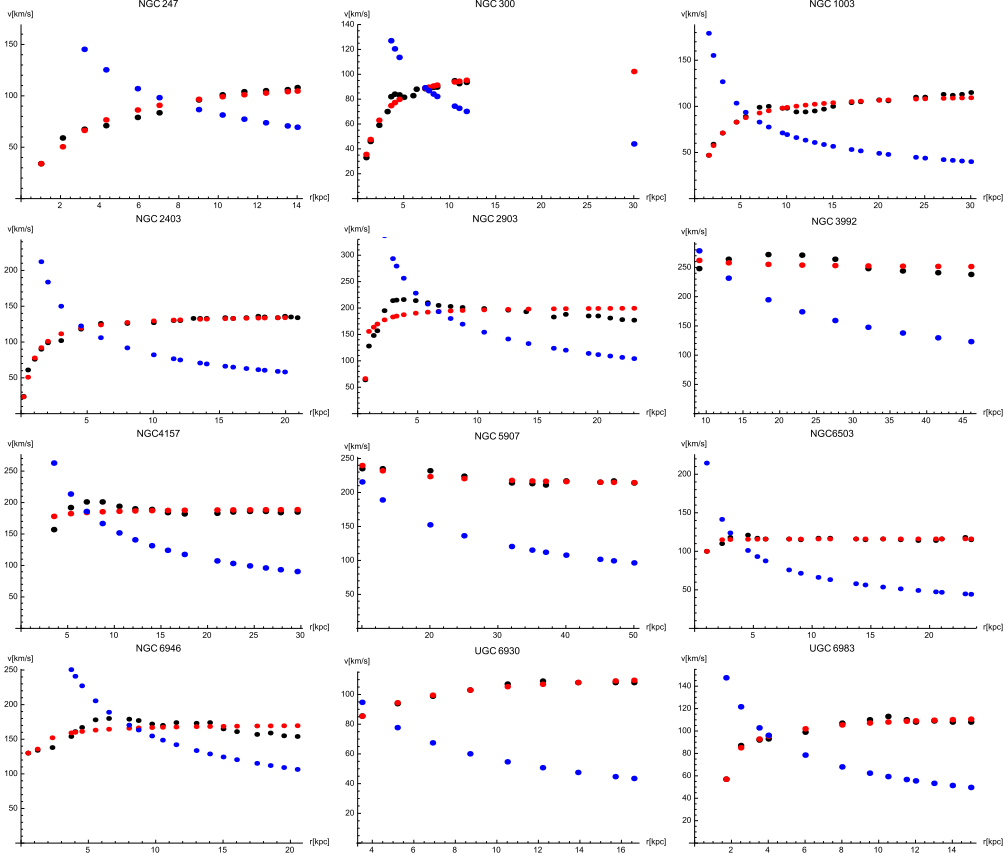 NGC 247
v[km/s]
150
100
50
2 4 6 8 10 12 14
r[kpc]
NGC 300
v[km/s]
140
120
100
80
60
40
20
5 10 15 20 25 30
r[kpc]
NGC 1003
v[km/s]
150
100
50
5 10 15 20 25 30
r[kpc]
NGC 2403
v[km/s]
200
150
100
50
5 10 15 20
r[kpc]
NGC 2903
v[km/s]
300
250
200
150
100
50
5 10 15 20
r[kpc]
NGC 3992
v[km/s]
250
200
150
100
50
10 15 20 25 30 35 40 45
r[kpc]
NGC4157
v[km/s]
250
200
150
100
50
5 10 15 20 25 30
r[kpc]
NGC 5907
v[km/s]
250
200
150
100
50
20 30 40 50
r[kpc]
NGC6503
v[km/s]
200
150
100
50
5 10 15 20
r[kpc]
NGC 6946
v[km/s]
200
150
100
50
5 10 15 20
r[kpc]
UGC 6930
v[km/s]
100
80
60
40
20
4 6 8 10 12 14 16
r[kpc]
UGC 6983
v[km/s]
140
120
100
80
60
40
20
2 4 6 8 10 12 14
r[kpc]